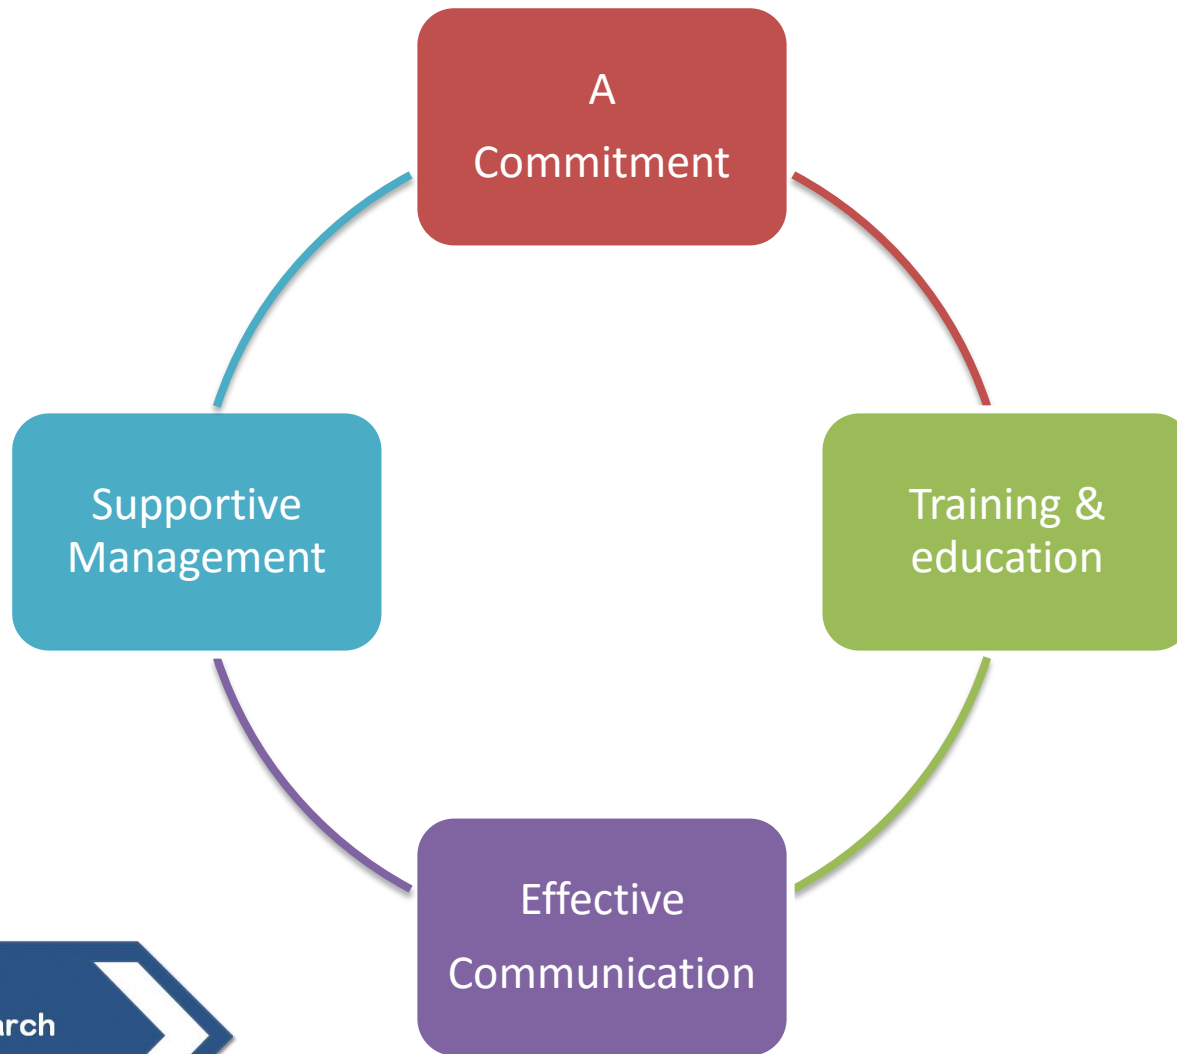 A
Commitment
Supportive
Management
Training &
education
Effective
Communication